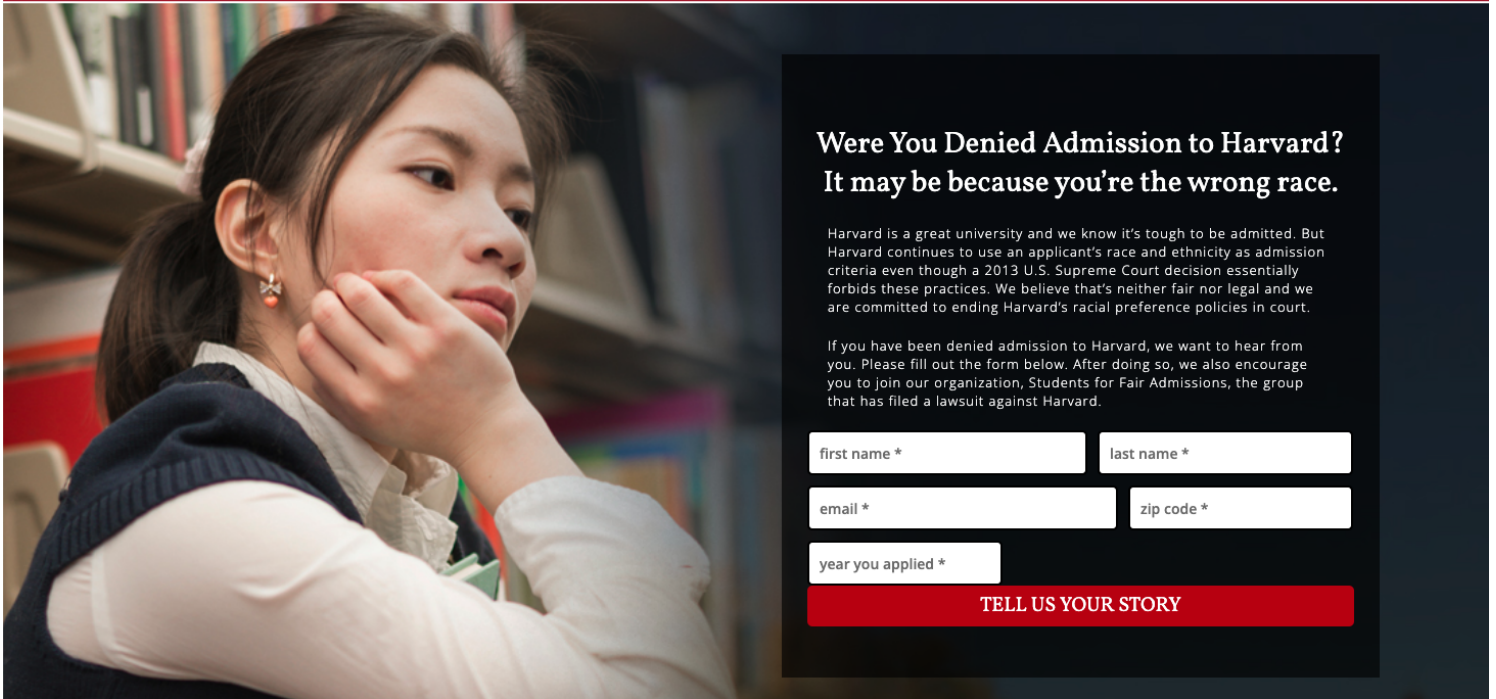 Were You Denied Admission to Harvard?
It may be because you're the wrong race.
Harvard is a great university and we know it's tough to be admitted. But
Harvard continues to use an applicant's race and ethnicity as admission
criteria even though a 2013 U.S. Supreme Court decision essentially
forbids these practices. We believe that's neither fair nor legal and we
are committed to ending Harvard's racial preference policies in court.
If you have been denied admission to Harvard, we want to hear from
you. Please fill out the form below. After doing so, we also encourage
you to join our organization, Students for Fair Admissions, the group
that has filed a lawsuit against Harvard.
first name * last name *
email * zip code *
year you applied *
TELL US YOUR STORY